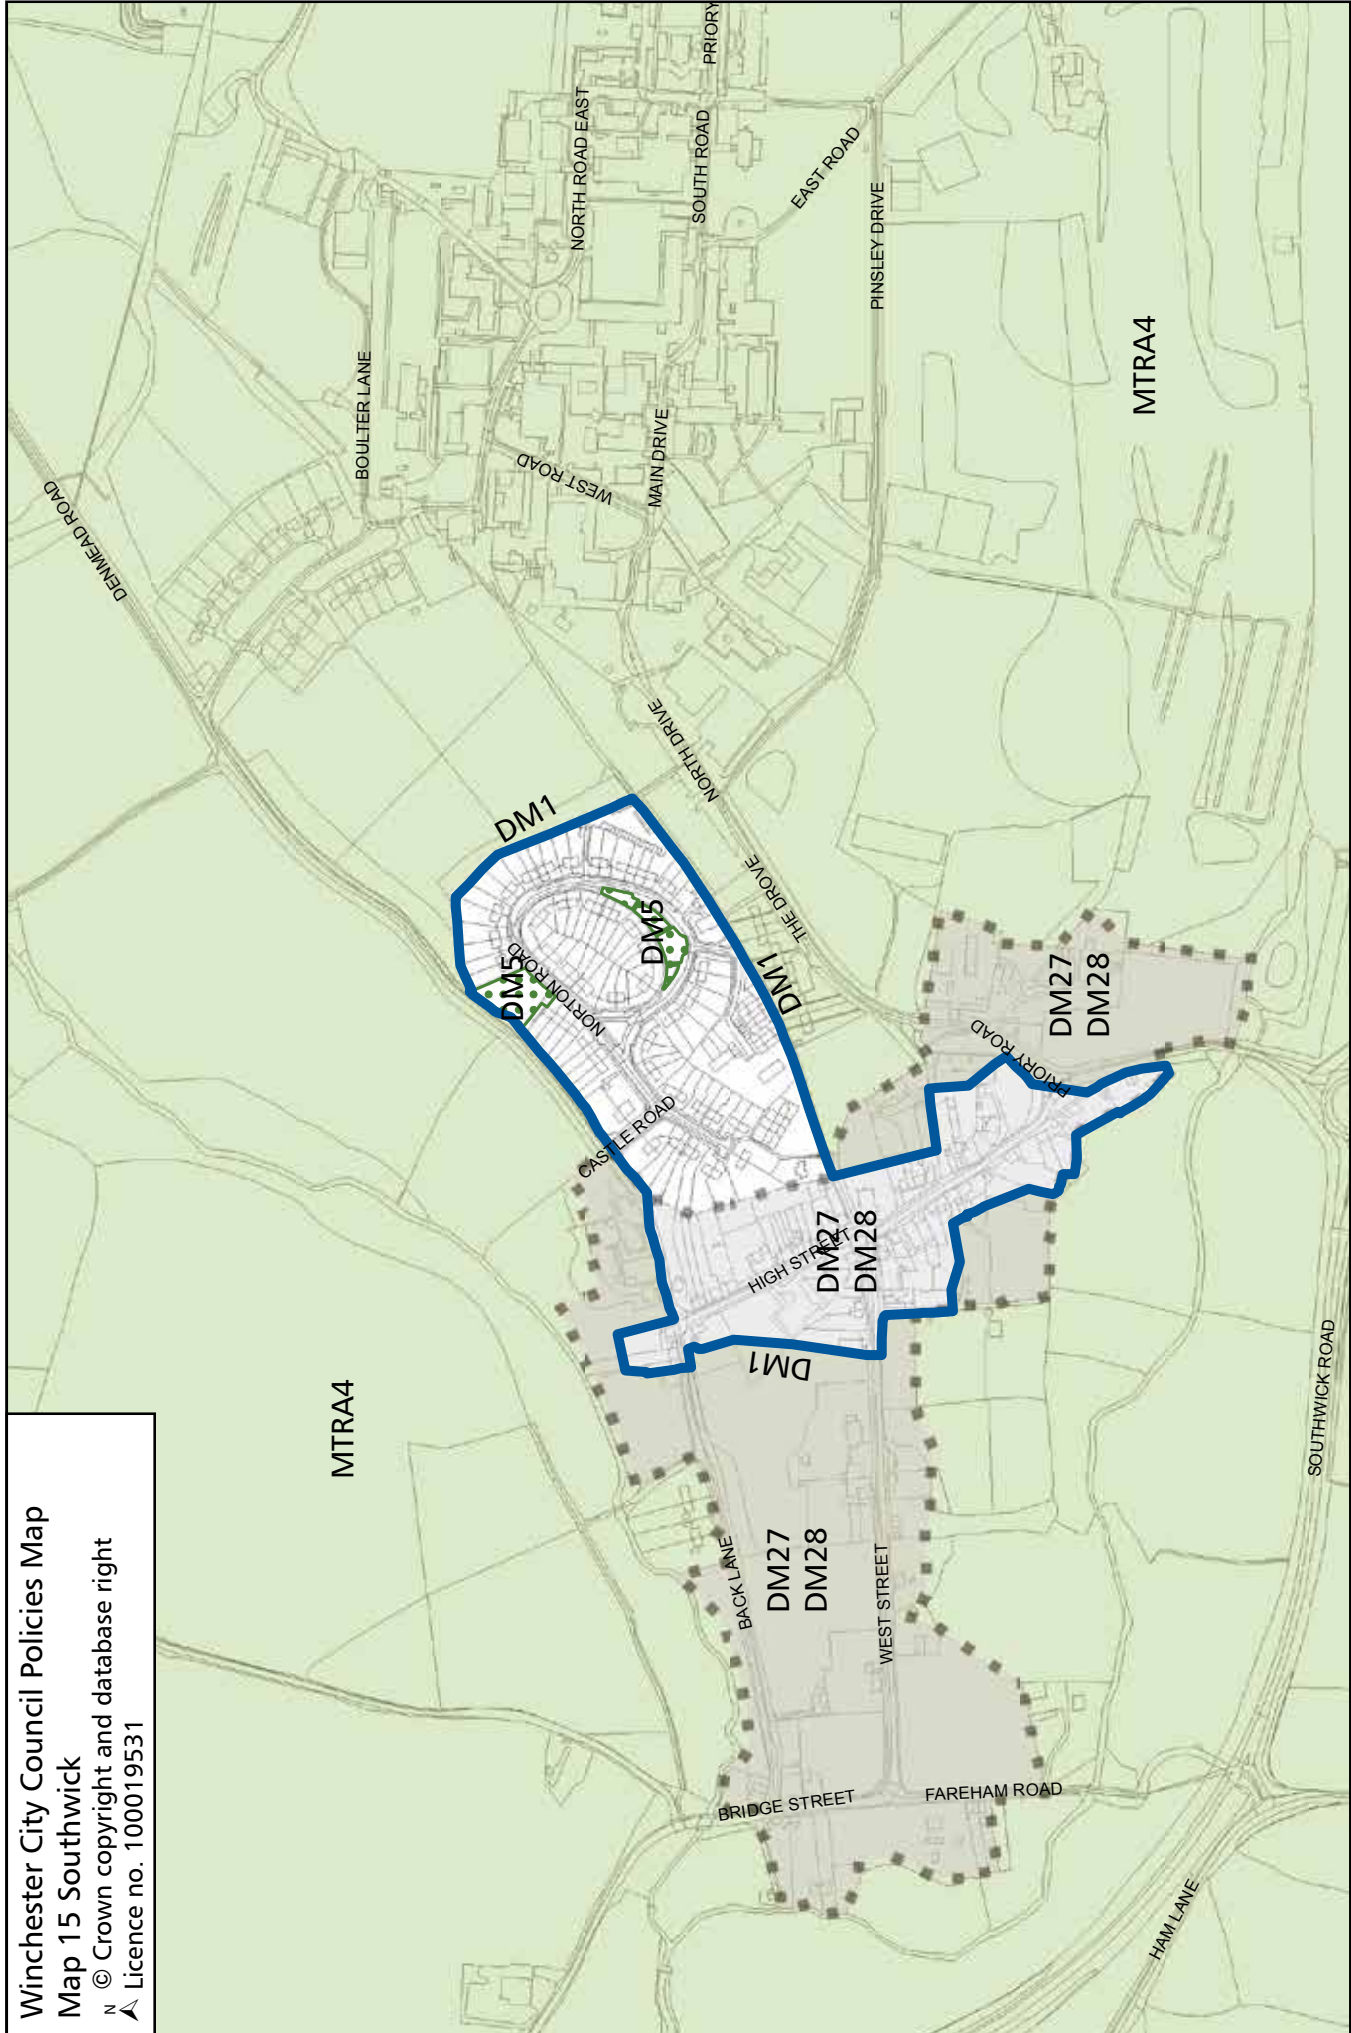 Winchester City Council Policies Map
Map 15 Southwick
N
© Crown copyright and database right
Licence no. 100019531
MTRA4
DENMEAD ROAD
BOULTER LANE
NORTH ROAD EAST
PRIORY
SOUTH ROAD
EAST ROAD
PINSLEY DRIVE
WEST ROAD
MAIN DRIVE
MTRA4
NORTH DRIVE
THE DROVE
DM1
DM5
DM5
NORTON ROAD
DM1
CASTLE ROAD
PRIORY ROAD
DM27
DM28
HIGH STREET
DM27
DM28
DM1
BACK LANE
DM27
DM28
WEST STREET
BRIDGE STREET
FAREHAM ROAD
SOUTHWICK ROAD
HAM LANE